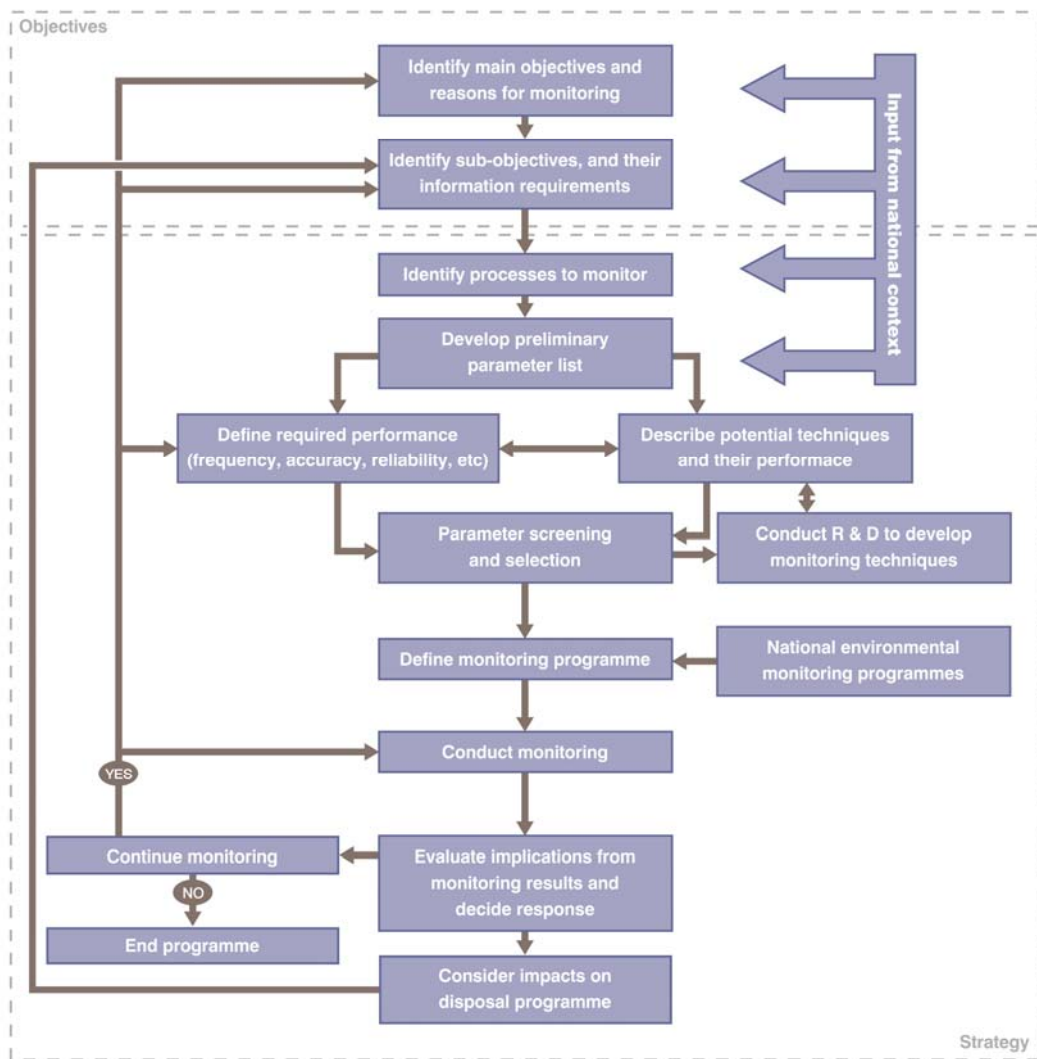 Objectives
Identify main objectives and
reasons for monitoring
Identify sub-objectives, and their
information requirements
Input from national context
Identify processes to monitor
Develop preliminary
parameter list
Define required performance
(frequency, accuracy, reliability, etc)
Describe potential techniques
and their performace
Parameter screening
and selection
Conduct R & D to develop
monitoring techniques
Define monitoring programme
National environmental
monitoring programmes
Conduct monitoring
YES
Continue monitoring
Evaluate implications from
monitoring results and
decide response
NO
End programme
Consider impacts on
disposal programme
Strategy